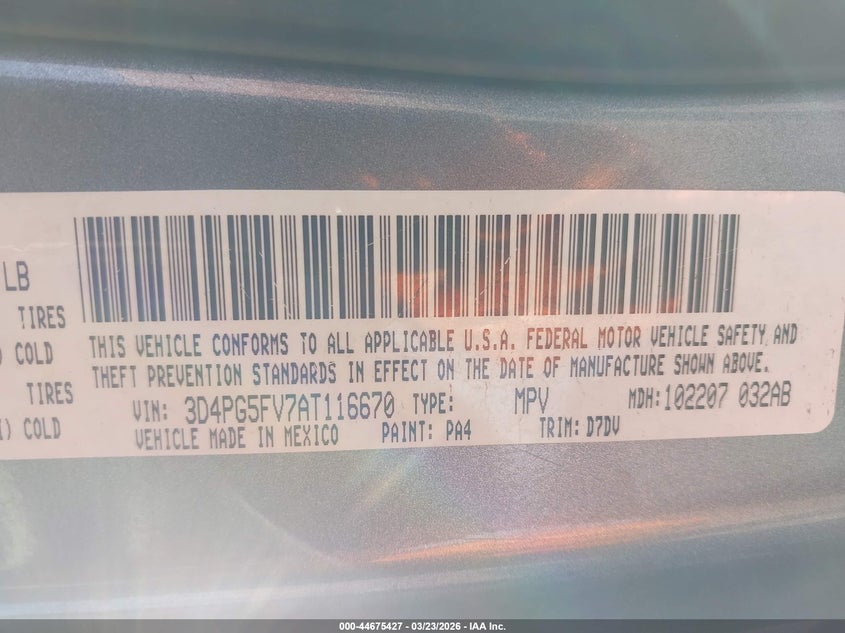 LB
TIRES
) COLD
TIRES
I) COLD
THIS VEHICLE CONFORMS TO ALL APPLICABLE U.S.A. FEDERAL MOTOR VEHICLE SAFETY AND
THEFT PREVENTION STANDARDS IN EFFECT ON THE DATE OF MANUFACTURE SHOWN ABOVE.
VIN: 3D4PG5FV7AT116670 TYPE: MPV MDH:102207 032AB
VEHICLE MADE IN MEXICO PAINT: PA4 TRIM: D7DV
000-44675427 - 03/23/2026 - IAA Inc.